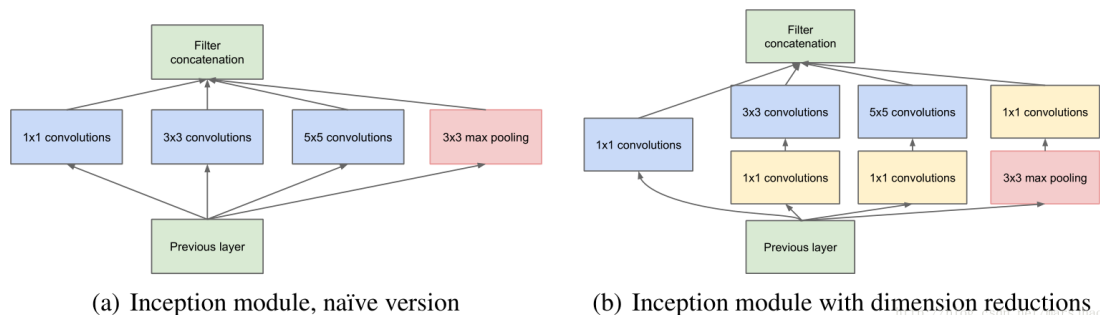 Filter
concatenation
1x1 convolutions
3x3 convolutions
5x5 convolutions
3x3 max pooling
Previous layer
(a) Inception module, naïve version
Filter
concatenation
3x3 convolutions
5x5 convolutions
1x1 convolutions
1x1 convolutions
1x1 convolutions
1x1 convolutions
3x3 max pooling
Previous layer
(b) Inception module with dimension reductions